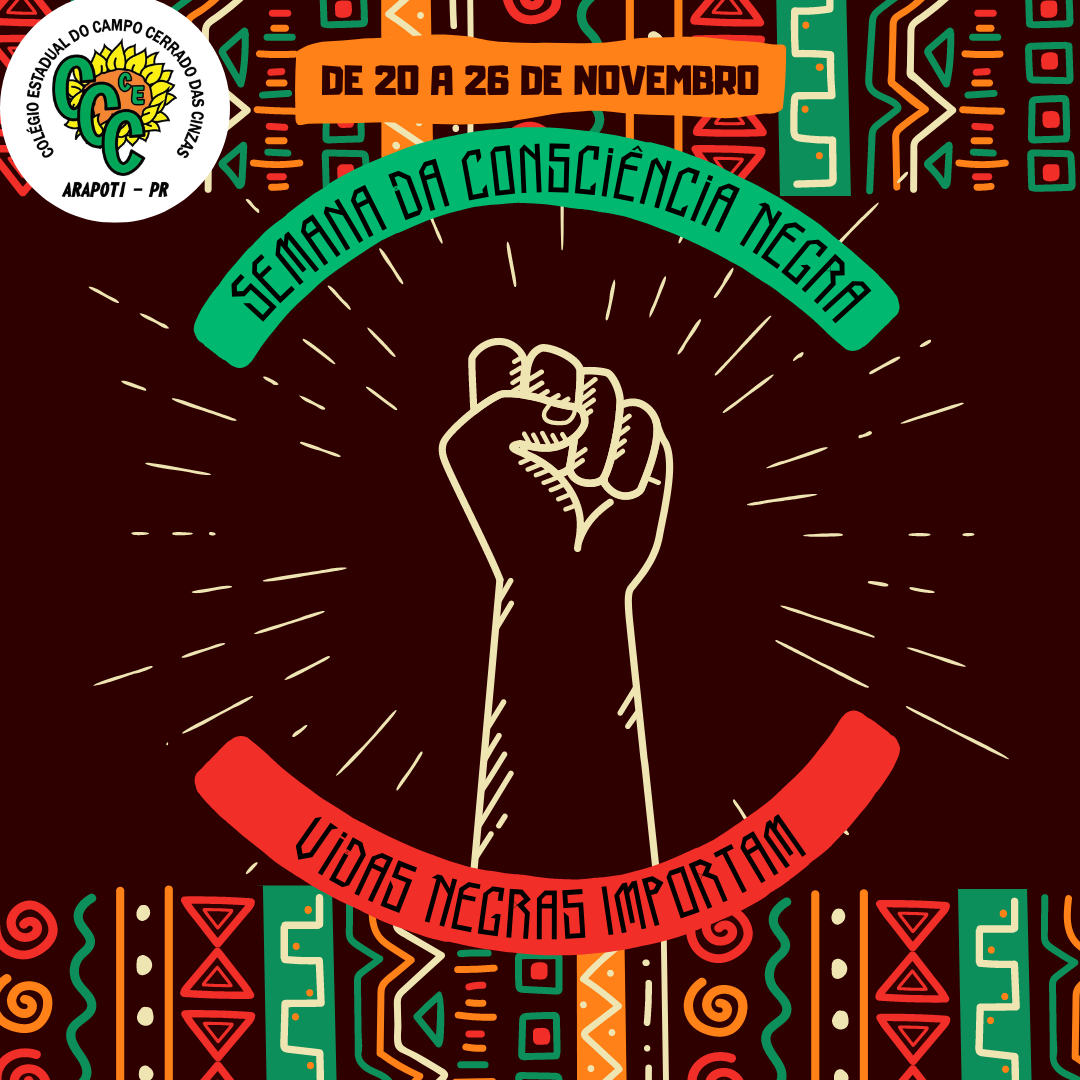 COLÉGIO ESTADUAL DO CAMPO CERRADO DAS CINZAS
CCCCE
ARAPOTI - PR
DE 20 A 26 DE NOVEMBRO
SEMANA DA CONSCIÊNCIA NEGRA
VIDAS NEGRAS IMPORTAM